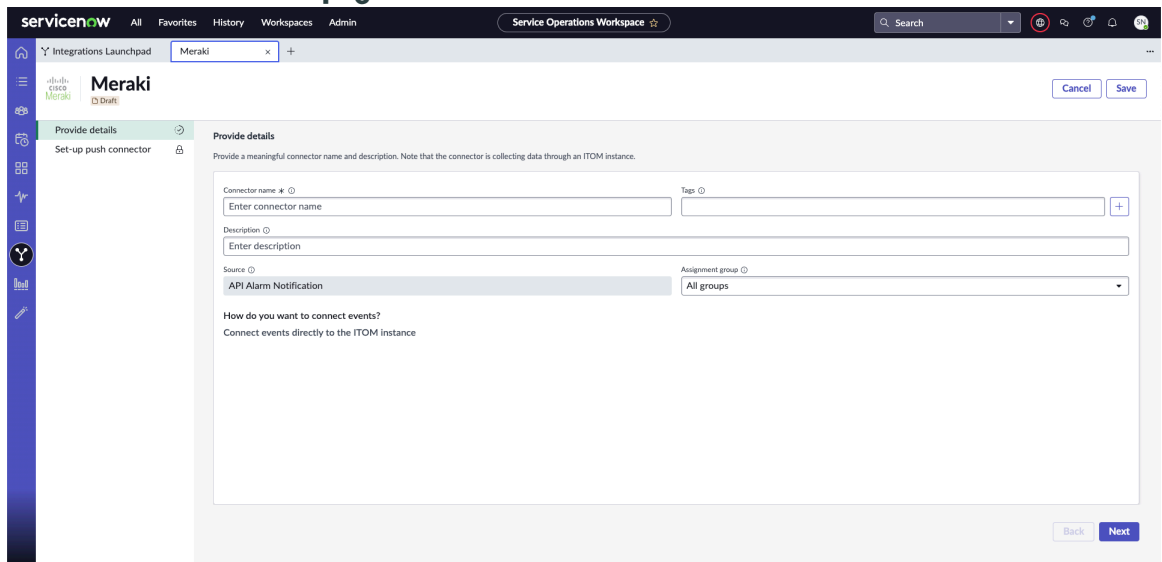 servicenow All Favorites History Workspaces Admin Service Operations Workspace Search SN
Integrations Launchpad Meraki × +
CISCO
Meraki
Meraki
Draft
Cancel Save
Provide details
Set-up push connector
Provide details
Provide a meaningful connector name and description. Note that the connector is collecting data through an ITOM instance.
Connector name * Tags
Enter connector name +
Description
Enter description
Source Assignment group
API Alarm Notification All groups
How do you want to connect events?
Connect events directly to the ITOM instance
Back Next